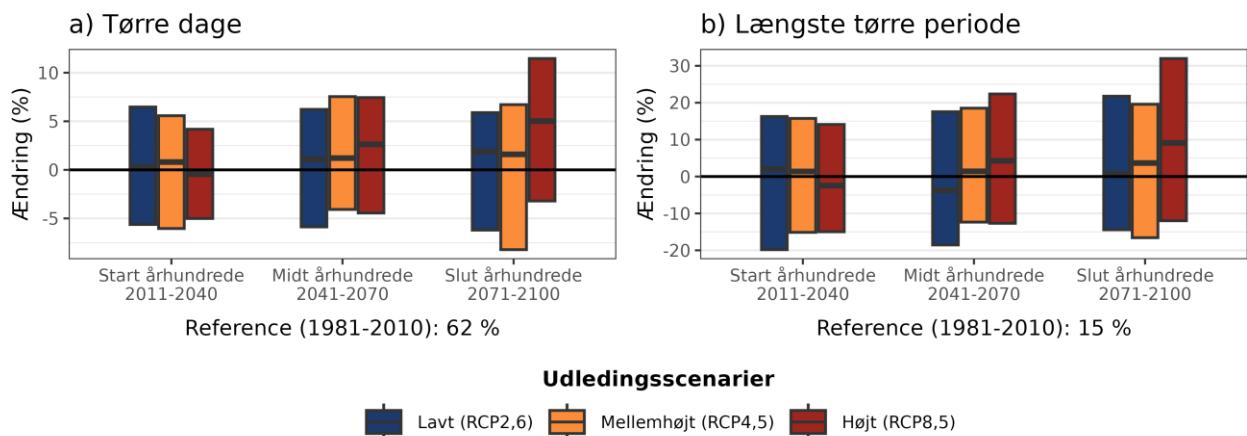 a) Tørre dage
Ændring (%)
10
5
0
-5
Start århundrede
2011-2040
Midt århundrede
2041-2070
Slut århundrede
2071-2100
Reference (1981-2010): 62 %
b) Længste tørre periode
Ændring (%)
30
20
10
0
-10
-20
Start århundrede
2011-2040
Midt århundrede
2041-2070
Slut århundrede
2071-2100
Reference (1981-2010): 15 %
Udledingsscenarier
Lavt (RCP2,6)
Mellemhøjt (RCP4,5)
Højt (RCP8,5)